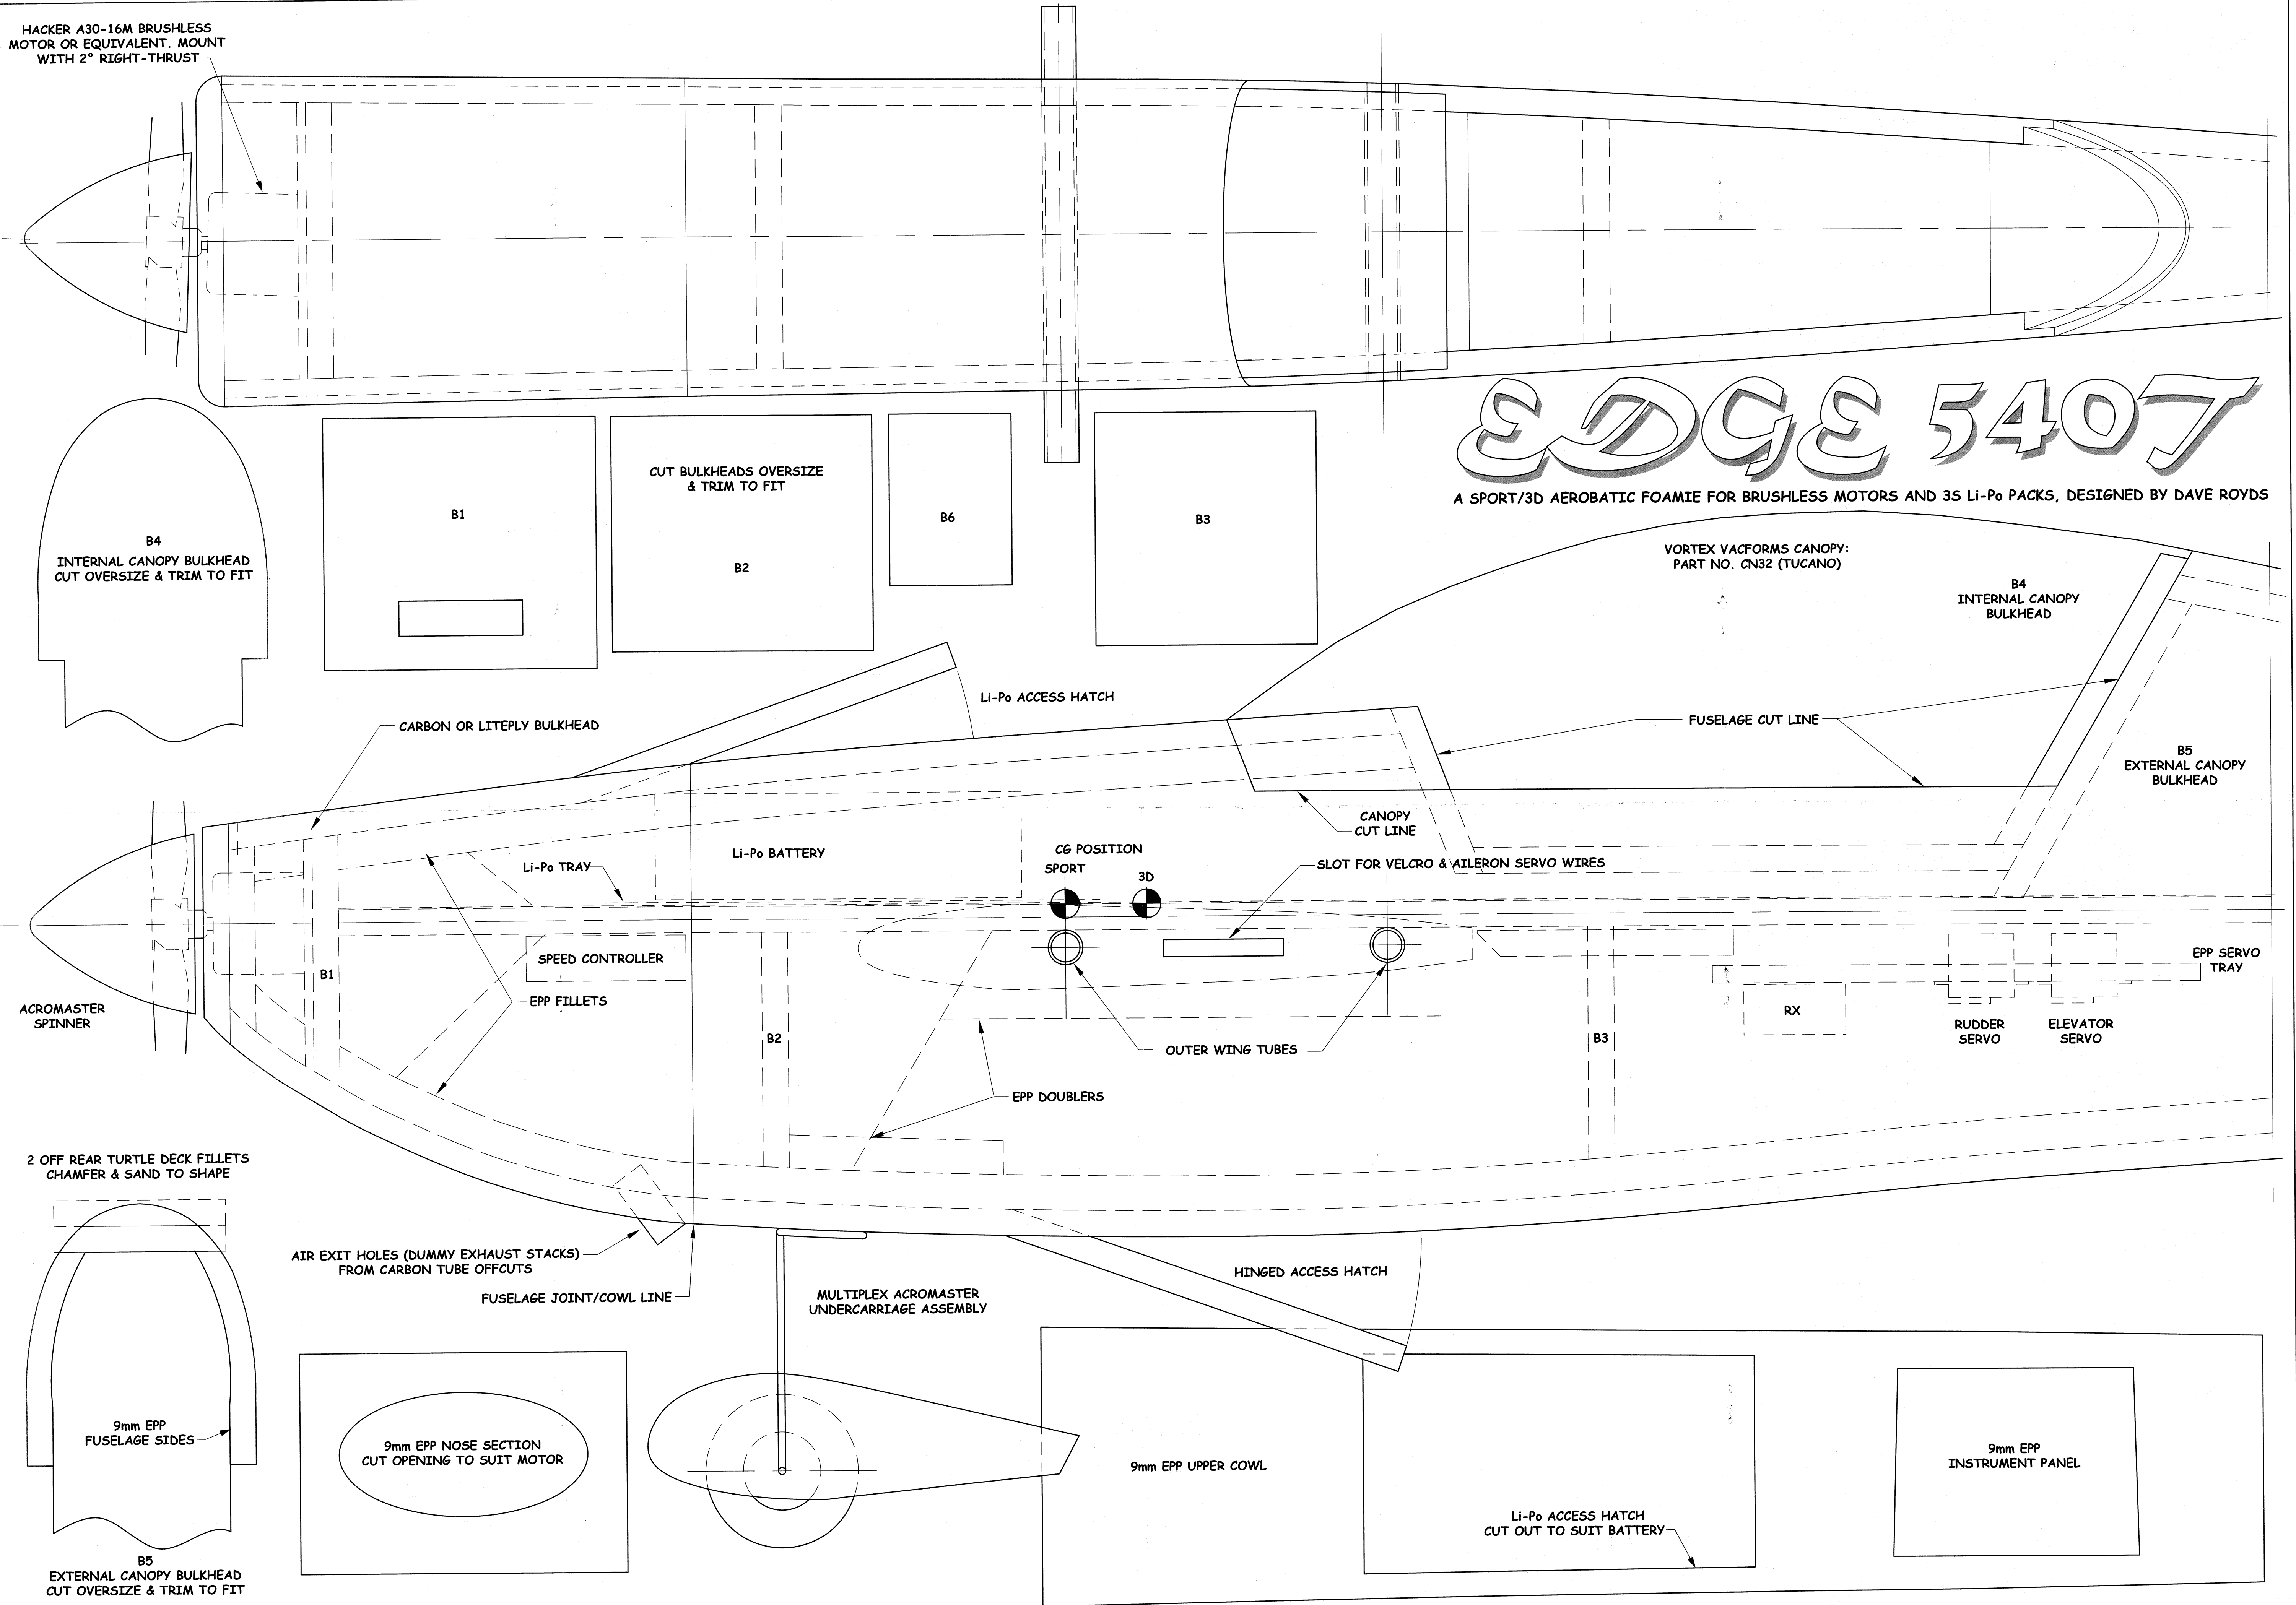 HACKER A30-16M BRUSHLESS
MOTOR OR EQUIVALENT. MOUNT
WITH 2° RIGHT-THRUST
EDGE 540T
A SPORT/3D AEROBATIC FOAMIE FOR BRUSHLESS MOTORS AND 3S Li-Po PACKS, DESIGNED BY DAVE ROYDS
B4
INTERNAL CANOPY BULKHEAD
CUT OVERSIZE & TRIM TO FIT
B1
CUT BULKHEADS OVERSIZE
& TRIM TO FIT
B2
B6
B3
VORTEX VACFORMS CANOPY:
PART NO. CN32 (TUCANO)
B4
INTERNAL CANOPY
BULKHEAD
Li-Po ACCESS HATCH
CARBON OR LITEPLY BULKHEAD
FUSELAGE CUT LINE
B5
EXTERNAL CANOPY
BULKHEAD
CANOPY
CUT LINE
Li-Po TRAY
Li-Po BATTERY
CG POSITION
SPORT
3D
SLOT FOR VELCRO & AILERON SERVO WIRES
B1
SPEED CONTROLLER
EPP SERVO
TRAY
EPP FILLETS
ACROMASTER
SPINNER
RX
RUDDER
SERVO
ELEVATOR
SERVO
B2
OUTER WING TUBES
B3
EPP DOUBLERS
2 OFF REAR TURTLE DECK FILLETS
CHAMFER & SAND TO SHAPE
AIR EXIT HOLES (DUMMY EXHAUST STACKS)
FROM CARBON TUBE OFFCUTS
FUSELAGE JOINT/COWL LINE
MULTIPLEX ACROMASTER
UNDERCARRIAGE ASSEMBLY
HINGED ACCESS HATCH
9mm EPP
FUSELAGE SIDES
9mm EPP NOSE SECTION
CUT OPENING TO SUIT MOTOR
9mm EPP UPPER COWL
9mm EPP
INSTRUMENT PANEL
Li-Po ACCESS HATCH
CUT OUT TO SUIT BATTERY
B5
EXTERNAL CANOPY BULKHEAD
CUT OVERSIZE & TRIM TO FIT